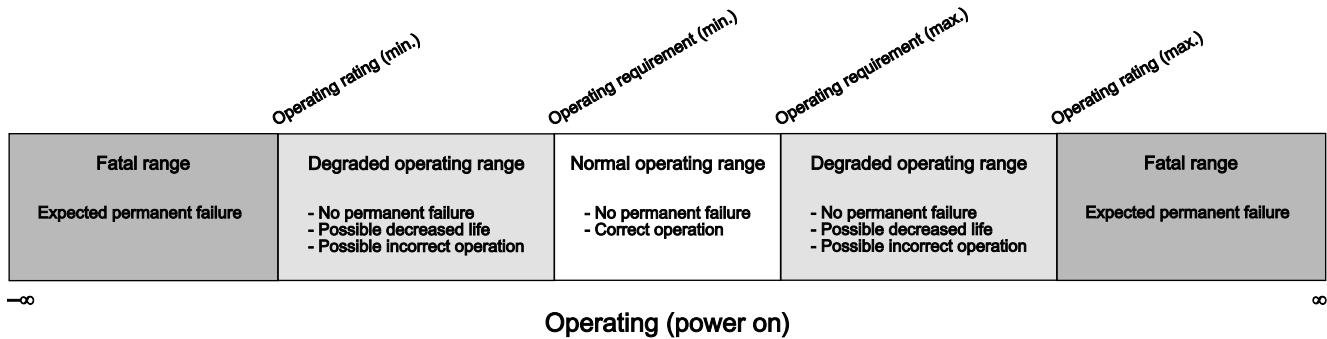 Operating rating (min.)
Operating requirement (min.)
Operating requirement (max.)
Operating rating (max.)
Fatal range
Expected permanent failure
Degraded operating range
- No permanent failure
- Possible decreased life
- Possible incorrect operation
Normal operating range
- No permanent failure
- Correct operation
Degraded operating range
- No permanent failure
- Possible decreased life
- Possible incorrect operation
Fatal range
Expected permanent failure
–∞
∞
Operating (power on)